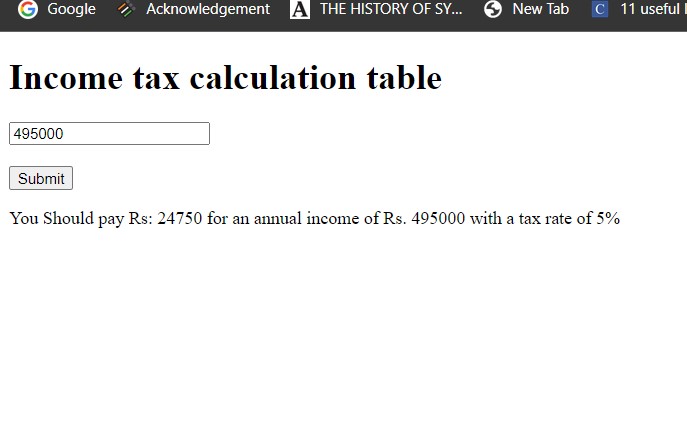 Google Acknowledgement THE HISTORY OF SY... New Tab C 11 useful
Income tax calculation table
495000
Submit
You Should pay Rs: 24750 for an annual income of Rs. 495000 with a tax rate of 5%